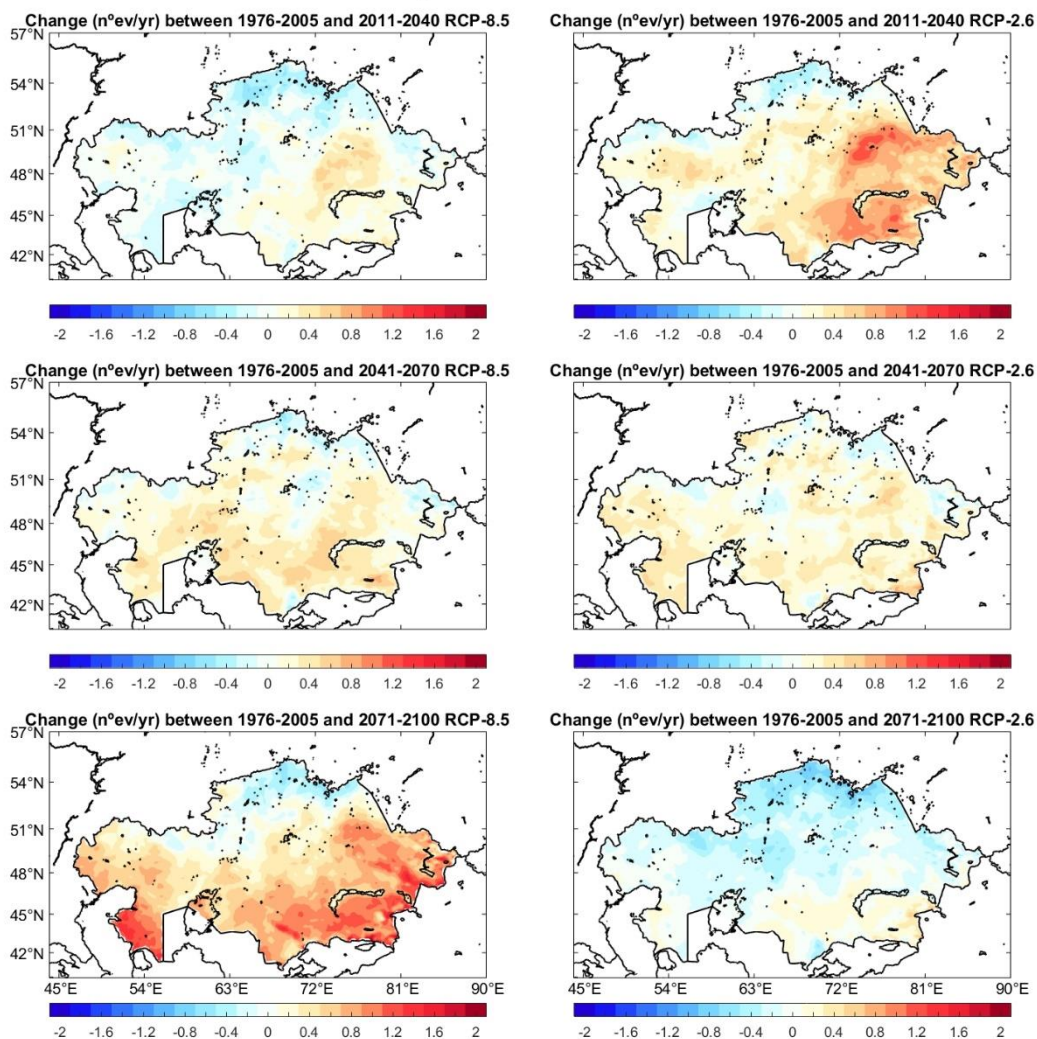 Change (nºev/yr) between 1976-2005 and 2011-2040 RCP-8.5
57°N
54°N
51°N
48°N
45°N
42°N
-2 -1.6 -1.2 -0.8 -0.4 0 0.4 0.8 1.2 1.6 2
Change (nºev/yr) between 1976-2005 and 2011-2040 RCP-2.6
-2 -1.6 -1.2 -0.8 -0.4 0 0.4 0.8 1.2 1.6 2
Change (nºev/yr) between 1976-2005 and 2041-2070 RCP-8.5
57°N
54°N
51°N
48°N
45°N
42°N
-2 -1.6 -1.2 -0.8 -0.4 0 0.4 0.8 1.2 1.6 2
Change (nºev/yr) between 1976-2005 and 2041-2070 RCP-2.6
-2 -1.6 -1.2 -0.8 -0.4 0 0.4 0.8 1.2 1.6 2
Change (nºev/yr) between 1976-2005 and 2071-2100 RCP-8.5
57°N
54°N
51°N
48°N
45°N
42°N
45°E 54°E 63°E 72°E 81°E 90°E
-2 -1.6 -1.2 -0.8 -0.4 0 0.4 0.8 1.2 1.6 2
Change (nºev/yr) between 1976-2005 and 2071-2100 RCP-2.6
45°E 54°E 63°E 72°E 81°E 90°E
-2 -1.6 -1.2 -0.8 -0.4 0 0.4 0.8 1.2 1.6 2